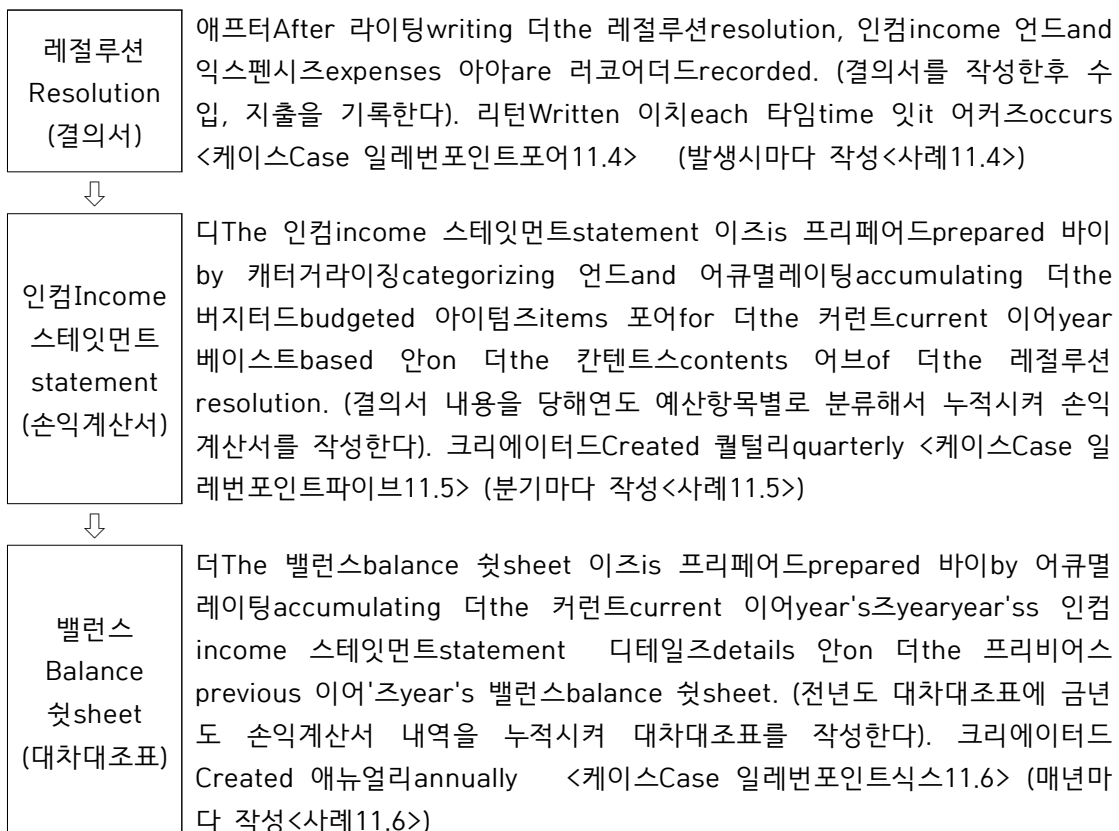 레절루션
Resolution
(결의서)
애프터After 라이팅writing 더the 레절루션resolution, 인컴income 언드and
익스펜시즈expenses 아아are 러코어더드recorded. (결의서를 작성한후 수
입, 지출을 기록한다). 리턴Written 이치each 타임time 잇it 어커즈occurs
<케이스Case 일레번포인트포어11.4> (발생시마다 작성<사례11.4>)
⇩
인컴Income
스테잇먼트
statement
(손익계산서)
디The 인컴income 스테잇먼트statement 이즈is 프리페어드prepared 바이
by 캐터거라이징categorizing 언드and 어큐멸레이팅accumulating 더the
버지터드budgeted 아이텀즈items 포어for 더the 커런트current 이어year
베이스트based 안on 더the 칸텐트스contents 어브of 더the 레절루션
resolution. (결의서 내용을 당해연도 예산항목별로 분류해서 누적시켜 손익
계산서를 작성한다). 크리에이터드Created 퀄털리quarterly <케이스Case 일
레번포인트파이브11.5> (분기마다 작성<사례11.5>)
⇩
밸런스
Balance
쉿sheet
(대차대조표)
더The 밸런스balance 쉿sheet 이즈is 프리페어드prepared 바이by 어큐멸
레이팅accumulating 더the 커런트current 이어year's즈yearyear'ss 인컴
income 스테잇먼트statement 디테일즈details 안on 더the 프리비어스
previous 이어'즈year's 밸런스balance 쉿sheet. (전년도 대차대조표에 금년
도 손익계산서 내역을 누적시켜 대차대조표를 작성한다). 크리에이터드
Created 애뉴얼리annually <케이스Case 일레번포인트식스11.6> (매년마
다 작성<사례11.6>)